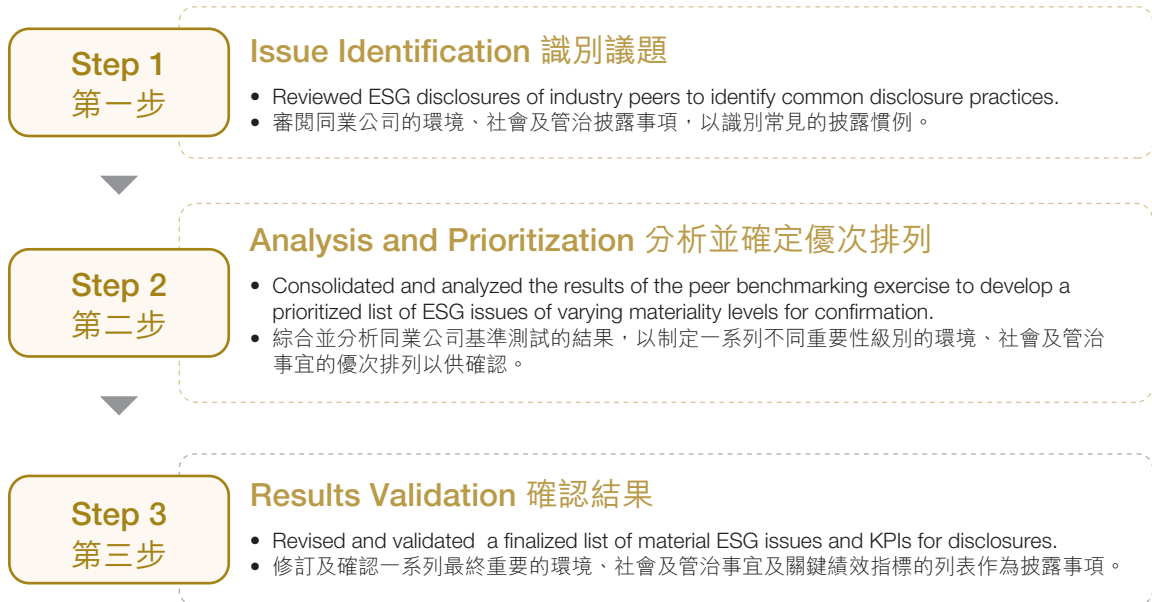 Step 1
第一步
Issue Identification 識別議題
• Reviewed ESG disclosures of industry peers to identify common disclosure practices.
• 審閱同業公司的環境、社會及管治披露事項，以識別常見的披露慣例。
Step 2
第二步
Analysis and Prioritization 分析並確定優次排列
• Consolidated and analyzed the results of the peer benchmarking exercise to develop a
prioritized list of ESG issues of varying materiality levels for confirmation.
• 綜合並分析同業公司基準測試的結果，以制定一系列不同重要性級別的環境、社會及管治
事宜的優次排列以供確認。
Step 3
第三步
Results Validation 確認結果
• Revised and validated a finalized list of material ESG issues and KPIs for disclosures.
• 修訂及確認一系列最終重要的環境、社會及管治事宜及關鍵績效指標的列表作為披露事項。